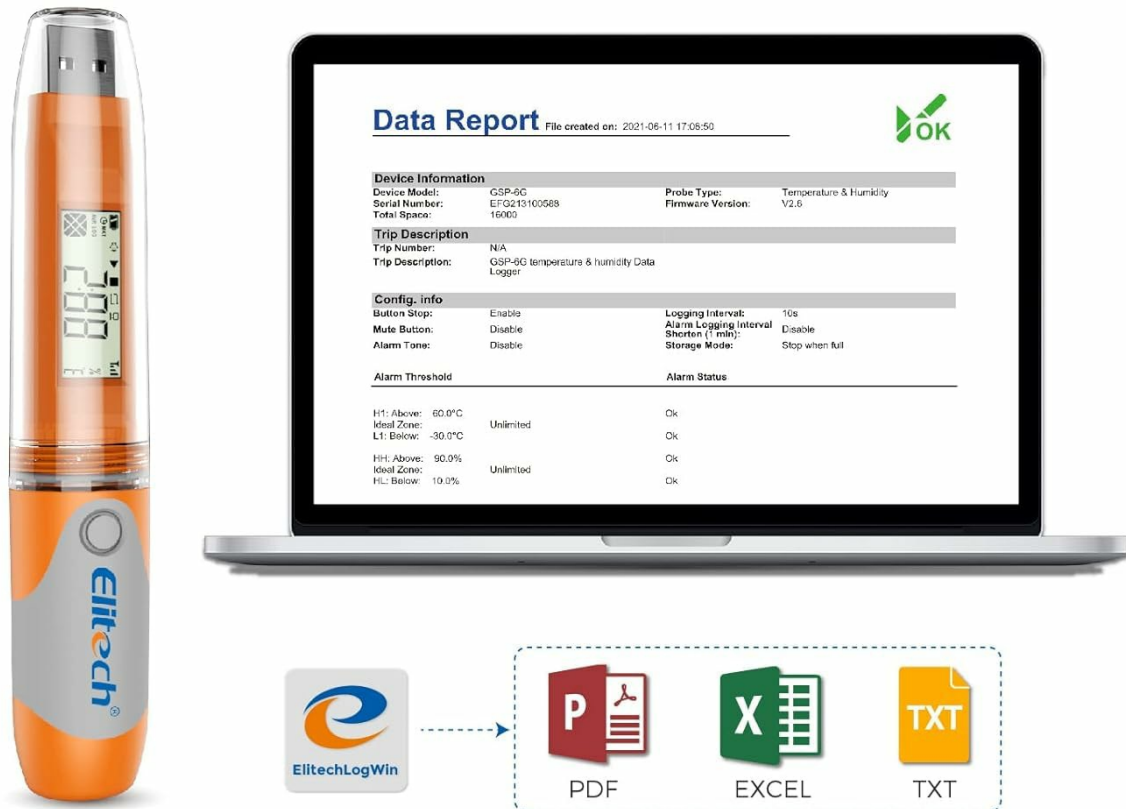 Elitech®
Data Report File created on: 2021-06-11 17:06:50
OK
Device Information
Device Model: GSP-6G Probe Type: Temperature & Humidity
Serial Number: EFG213100588 Firmware Version: V2.6
Total Space: 16000
Trip Description
Trip Number: N/A
Trip Description: GSP-6G temperature & humidity Data
Logger
Config. info
Button Stop: Enable Logging Interval: 10s
Mute Button: Disable Alarm Logging Interval
Shorten (1 min): Disable
Alarm Tone: Disable Storage Mode: Stop when full
Alarm Threshold Alarm Status
H1: Above: 60.0°C Ok
Ideal Zone: Unlimited
L1: Below: -30.0°C Ok
HH: Above: 90.0% Ok
Ideal Zone: Unlimited
HL: Below: 10.0% Ok
ElitechLogWin
P
PDF
X
EXCEL
TXT
TXT